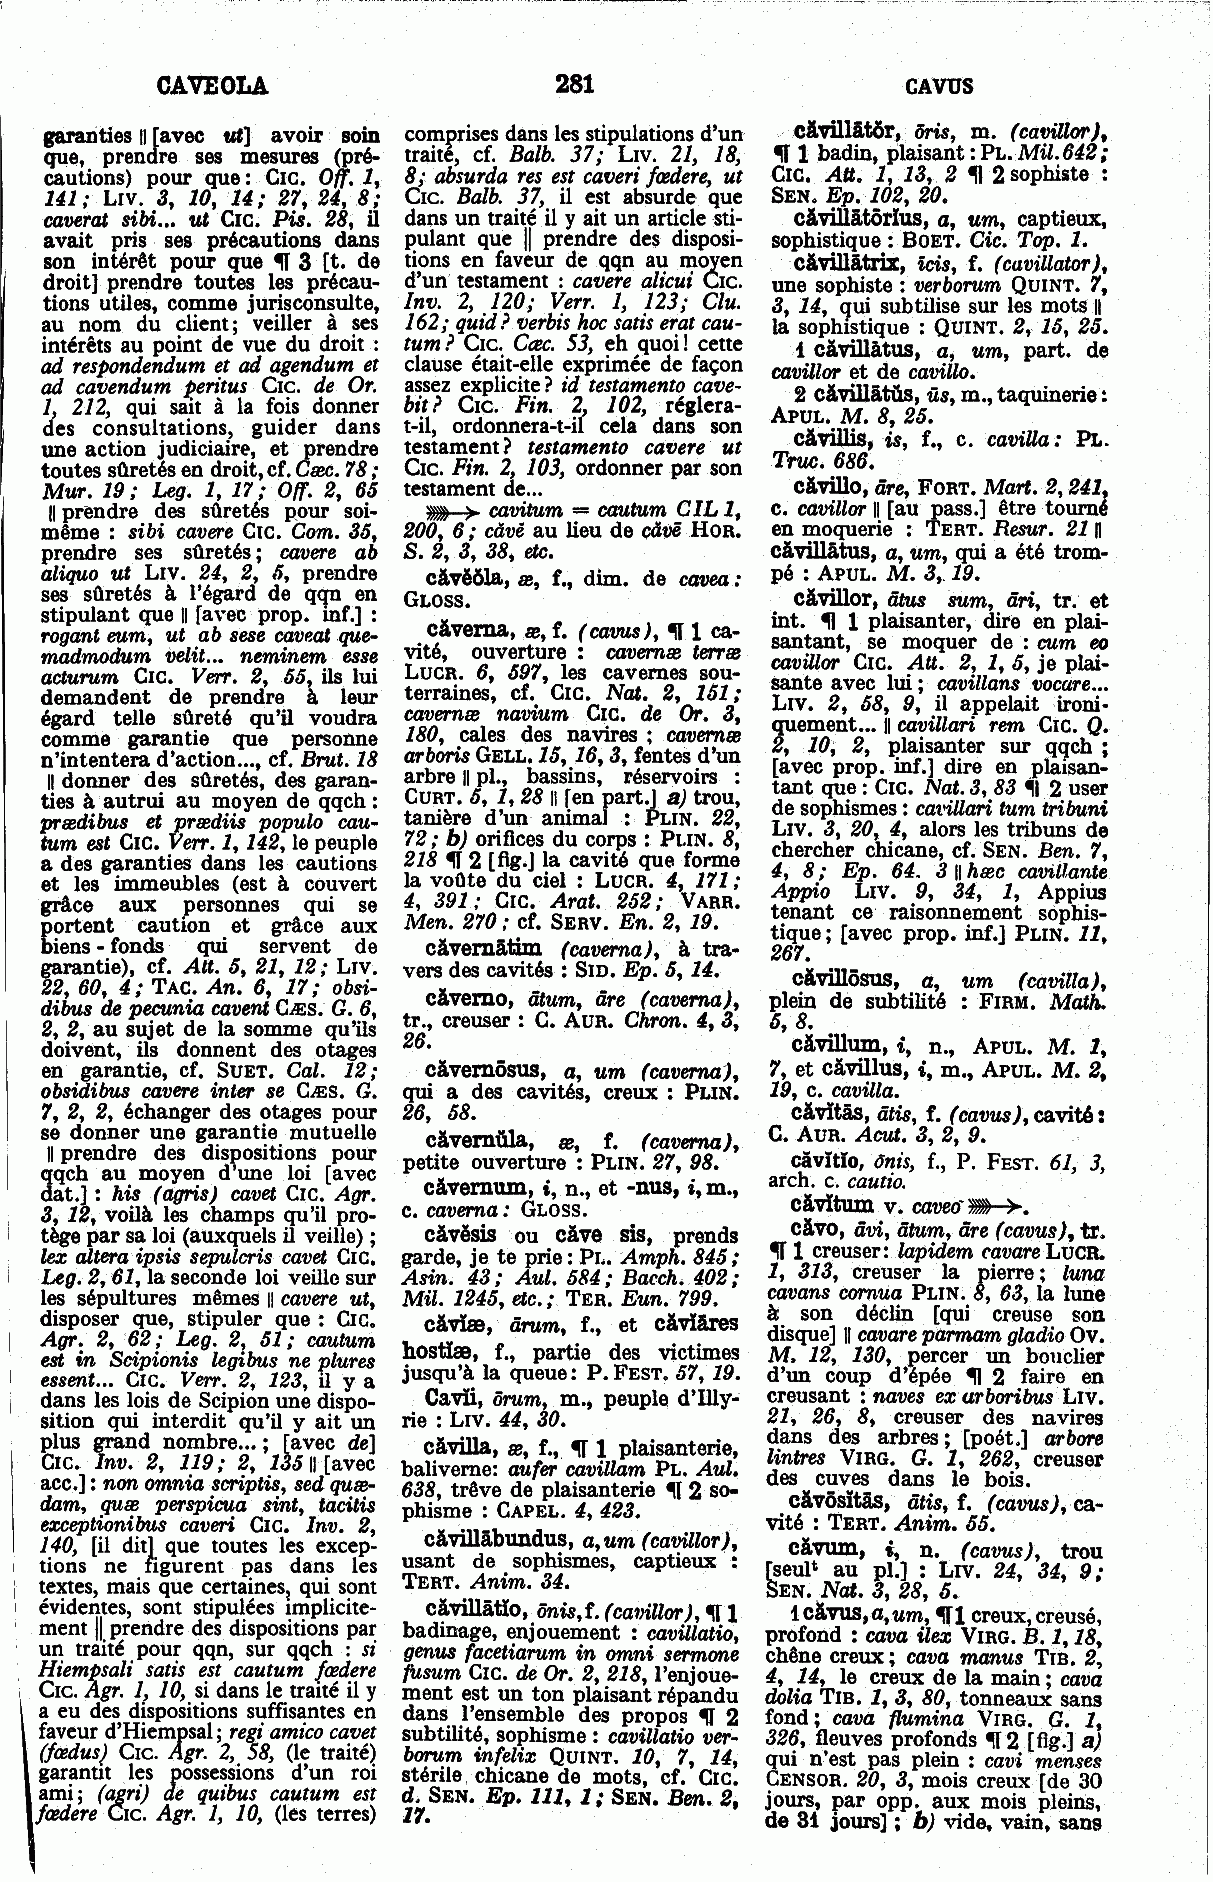 CAVEOLA
281
CAVUS
garanties || [avec ut] avoir soin
que, prendre ses mesures (pré-
cautions) pour que : CIC. Off. 1,
141 ; LIV. 3, 10, 14 ; 27, 24, 8 ;
caverat sibi... ut CIC. Pis. 28, il
avait pris ses précautions dans
son intérêt pour que ¶ 3 [t. de
droit] prendre toutes les précau-
tions utiles, comme jurisconsulte,
au nom du client ; veiller à ses
intérêts au point de vue du droit :
ad respondendum et ad agendum et
ad cavendum peritus CIC. de Or.
1, 212, qui sait à la fois donner
des consultations, guider dans
une action judiciaire, et prendre
toutes sûretés en droit, cf. Cæc. 78 ;
Mur. 19 ; Leg. 1, 17 ; Off. 2, 65
|| prendre des sûretés pour soi-
même : sibi cavere CIC. Com. 35,
prendre ses sûretés ; cavere ab
aliquo ut LIV. 24, 2, 5, prendre
ses sûretés à l'égard de qqn en
stipulant que || [avec prop. inf.] :
rogant eum, ut ab sese caveat que-
madmodum velit... neminem esse
acturum CIC. Verr. 2, 55, ils lui
demandent de prendre à leur
égard telle sûreté qu'il voudra
comme garantie que personne
n'intentera d'action..., cf. Brut. 18
|| donner des sûretés, des garan-
ties à autrui au moyen de qqch :
prædibus et prædiis populo cau-
tum est CIC. Verr. 1, 142, le peuple
a des garanties dans les cautions
et les immeubles (est à couvert
grâce aux personnes qui se
portent caution et grâce aux
biens-fonds qui servent de
garantie), cf. Att. 5, 21, 12 ; LIV.
22, 60, 4 ; TAC. An. 6, 17 ; obsi-
dibus de pecunia cavent CÆS. G. 6,
2, 2, au sujet de la somme qu'ils
doivent, ils donnent des otages
en garantie, cf. SUET. Cal. 12 ;
obsidibus cavere inter se CÆS. G.
7, 2, 2, échanger des otages pour
se donner une garantie mutuelle
|| prendre des dispositions pour
qqch au moyen d'une loi [avec
dat.] : his (agris) cavet CIC. Agr.
3, 12, voilà les champs qu'il pro-
tège par sa loi (auxquels il veille) ;
lex altera ipsis sepulcris cavet CIC.
Leg. 2, 61, la seconde loi veille sur
les sépultures mêmes || cavere ut,
disposer que, stipuler que : CIC.
Agr. 2, 62 ; Leg. 2, 51 ; cautum
est in Scipionis legibus ne plures
essent... CIC. Verr. 2, 123, il y a
dans les lois de Scipion une dispo-
sition qui interdit qu'il y ait un
plus grand nombre... ; [avec de]
CIC. Inv. 2, 119 ; 2, 135 || [avec
acc.] : non omnia scriptis, sed quæ-
dam, quæ perspicua sint, tacitis
exceptionibus caveri CIC. Inv. 2,
140, [il dit] que toutes les excep-
tions ne figurent pas dans les
textes, mais que certaines, qui sont
évidentes, sont stipulées implicite-
ment || prendre des dispositions par
un traité pour qqn, sur qqch : si
Hiempsali satis est cautum fœdere
CIC. Agr. 1, 10, si dans le traité il y
a eu des dispositions suffisantes en
faveur d'Hiempsal ; regi amico cavet
(fœdus) CIC. Agr. 2, 58, (le traité)
garantit les possessions d'un roi
ami ; (agri) de quibus cautum est
fœdere CIC. Agr. 1, 10, (les terres)
comprises dans les stipulations d'un
traité, cf. Balb. 37 ; LIV. 21, 18,
8 ; absurda res est caveri fœdere, ut
CIC. Balb. 37, il est absurde que
dans un traité il y ait un article sti-
pulant que || prendre des disposi-
tions en faveur de qqn au moyen
d'un testament : cavere alicui CIC.
Inv. 2, 120 ; Verr. 1, 123 ; Clu.
162 ; quid ? verbis hoc satis erat cau-
tum ? CIC. Cæc. 53, eh quoi ! cette
clause était-elle exprimée de façon
assez explicite ? id testamento cave-
bit ? CIC. Fin. 2, 102, réglera-
t-il, ordonnera-t-il cela dans son
testament ? testamento cavere ut
CIC. Fin. 2, 103, ordonner par son
testament de...
⟫→ cavitum = cautum CIL 1,
200, 6 ; căvĕ au lieu de căvē HOR.
S. 2, 3, 38, etc.
căvĕŏla, æ, f., dim. de cavea :
GLOSS.
căverna, æ, f. (cavus), ¶ 1 ca-
vité, ouverture : cavernæ terræ
LUCR. 6, 597, les cavernes sou-
terraines, cf. CIC. Nat. 2, 151 ;
cavernæ navium CIC. de Or. 3,
180, cales des navires ; cavernæ
arboris GELL. 15, 16, 3, fentes d'un
arbre || pl., bassins, réservoirs :
CURT. 5, 1, 28 || [en part.] a) trou,
tanière d'un animal : PLIN. 22,
72 ; b) orifices du corps : PLIN. 8,
218 ¶ 2 [fig.] la cavité que forme
la voûte du ciel : LUCR. 4, 171 ;
4, 391 ; CIC. Arat. 252 ; VARR.
Men. 270 ; cf. SERV. En. 2, 19.
căvernātim (caverna), à tra-
vers des cavités : SID. Ep. 5, 14.
căverno, ātum, āre (caverna),
tr., creuser : C. AUR. Chron. 4, 3,
26.
căvernōsus, a, um (caverna),
qui a des cavités, creux : PLIN.
26, 58.
căvernŭla, æ, f. (caverna),
petite ouverture : PLIN. 27, 98.
căvernum, i, n., et -nus, i, m.,
c. caverna : GLOSS.
căvĕsis ou căve sis, prends
garde, je te prie : PL. Amph. 845 ;
Asin. 43 ; Aul. 584 ; Bacch. 402 ;
Mil. 1245, etc. ; TER. Eun. 799.
căvĭæ, ārum, f., et căvĭāres
hostĭæ, f., partie des victimes
jusqu'à la queue : P. FEST. 57, 19.
Cavĭi, ōrum, m., peuple d'Illy-
rie : LIV. 44, 30.
căvilla, æ, f., ¶ 1 plaisanterie,
baliverne : aufer cavillam PL. Aul.
638, trêve de plaisanterie ¶ 2 so-
phisme : CAPEL. 4, 423.
căvillābundus, a, um (cavillor),
usant de sophismes, captieux :
TERT. Anim. 34.
căvillātĭo, ōnis, f. (cavillor), ¶ 1
badinage, enjouement : cavillatio,
genus facetiarum in omni sermone
fusum CIC. de Or. 2, 218, l'enjoue-
ment est un ton plaisant répandu
dans l'ensemble des propos ¶ 2
subtilité, sophisme : cavillatio ver-
borum infelix QUINT. 10, 7, 14,
stérile chicane de mots, cf. CIC.
d. SEN. Ep. 111, 1 ; SEN. Ben. 2,
17.
căvillātŏr, ōris, m. (cavillor),
¶ 1 badin, plaisant : PL. Mil. 642 ;
CIC. Att. 1, 13, 2 ¶ 2 sophiste :
SEN. Ep. 102, 20.
căvillātōrĭus, a, um, captieux,
sophistique : BOET. Cic. Top. 1.
căvillātrix, īcis, f. (cavillator),
une sophiste : verborum QUINT. 7,
3, 14, qui subtilise sur les mots ||
la sophistique : QUINT. 2, 15, 25.
1 căvillātus, a, um, part. de
cavillor et de cavillo.
2 căvillātŭs, ūs, m., taquinerie :
APUL. M. 8, 25.
căvillis, is, f., c. cavilla : PL.
Truc. 686.
căvillo, āre, FORT. Mart. 2, 241,
c. cavillor || [au pass.] être tourné
en moquerie : TERT. Resur. 21 ||
căvillātus, a, um, qui a été trom-
pé : APUL. M. 3, 19.
căvillor, ātus sum, āri, tr. et
int. ¶ 1 plaisanter, dire en plai-
santant, se moquer de : cum eo
cavillor CIC. Att. 2, 1, 5, je plai-
sante avec lui ; cavillans vocare...
LIV. 2, 58, 9, il appelait ironi-
quement... || cavillari rem CIC. Q.
2, 10, 2, plaisanter sur qqch ;
[avec prop. inf.] dire en plaisan-
tant que : CIC. Nat. 3, 83 ¶ 2 user
de sophismes : cavillari tum tribuni
LIV. 3, 20, 4, alors les tribuns de
chercher chicane, cf. SEN. Ben. 7,
4, 8 ; Ep. 64. 3 || hæc cavillante
Appio LIV. 9, 34, 1, Appius
tenant ce raisonnement sophis-
tique ; [avec prop. inf.] PLIN. 11,
267.
căvillōsus, a, um (cavilla),
plein de subtilité : FIRM. Math.
5, 8.
căvillum, i, n., APUL. M. 1,
7, et căvillus, i, m., APUL. M. 2,
19, c. cavilla.
căvĭtās, ātis, f. (cavus), cavité :
C. AUR. Acut. 3, 2, 9.
căvĭtĭo, ōnis, f., P. FEST. 61, 3,
arch. c. cautio.
căvĭtum v. caveo ⟫→.
căvo, āvi, ātum, āre (cavus), tr.
¶ 1 creuser : lapidem cavare LUCR.
1, 313, creuser la pierre ; luna
cavans cornua PLIN. 8, 63, la lune
à son déclin [qui creuse son
disque] || cavare parmam gladio OV.
M. 12, 130, percer un bouclier
d'un coup d'épée ¶ 2 faire en
creusant : naves ex arboribus LIV.
21, 26, 8, creuser des navires
dans des arbres ; [poét.] arbore
lintres VIRG. G. 1, 262, creuser
des cuves dans le bois.
căvōsĭtās, ātis, f. (cavus), ca-
vité : TERT. Anim. 55.
căvum, i, n. (cavus), trou
[seulᵗ au pl.] : LIV. 24, 34, 9 ;
SEN. Nat. 3, 28, 5.
1 căvus, a, um, ¶ 1 creux, creusé,
profond : cava ilex VIRG. B. 1, 18,
chêne creux ; cava manus TIB. 2,
4, 14, le creux de la main ; cava
dolia TIB. 1, 3, 80, tonneaux sans
fond ; cava flumina VIRG. G. 1,
326, fleuves profonds ¶ 2 [fig.] a)
qui n'est pas plein : cavi menses
CENSOR. 20, 3, mois creux [de 30
jours, par opp. aux mois pleins,
de 31 jours] ; b) vide, vain, sans